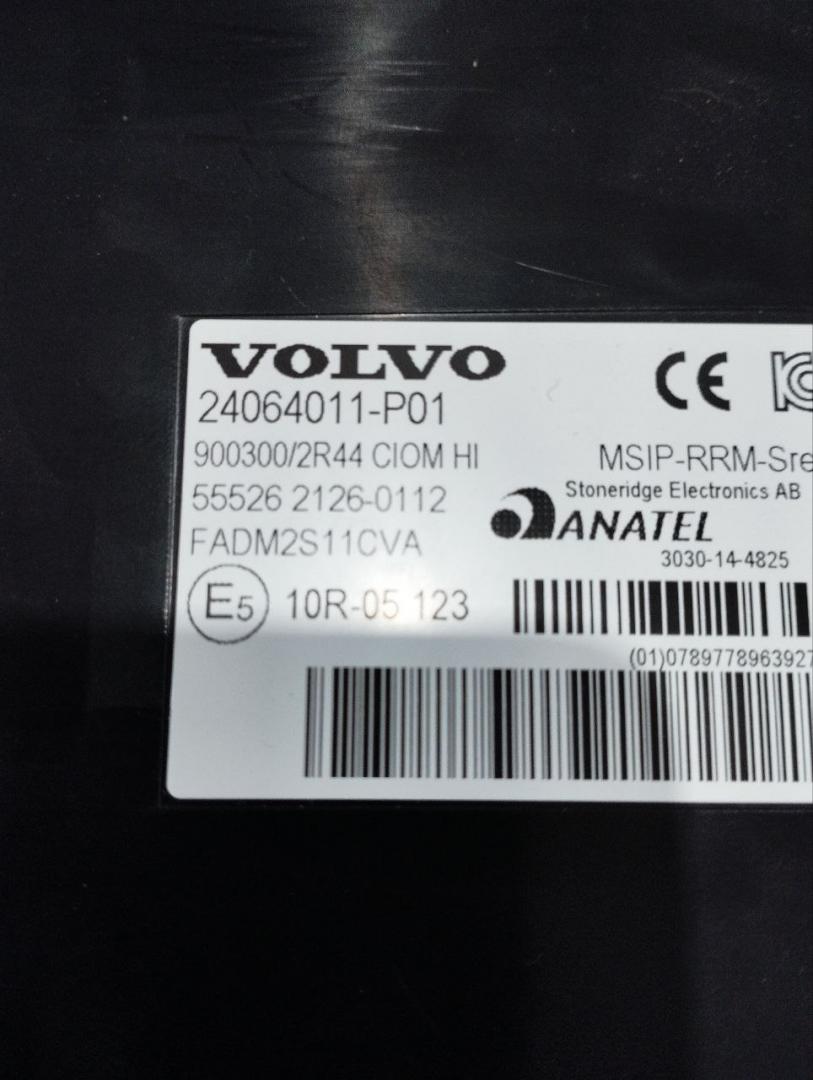 VOLVO
24064011-P01
900300/2R44 CIOM HI
55526 2126-0112
FADM2S11CVA
E5 10R-05 123
CE
MSIP-RRM-Sre
Stoneridge Electronics AB
ANATEL
3030-14-4825
(01)0789778963927